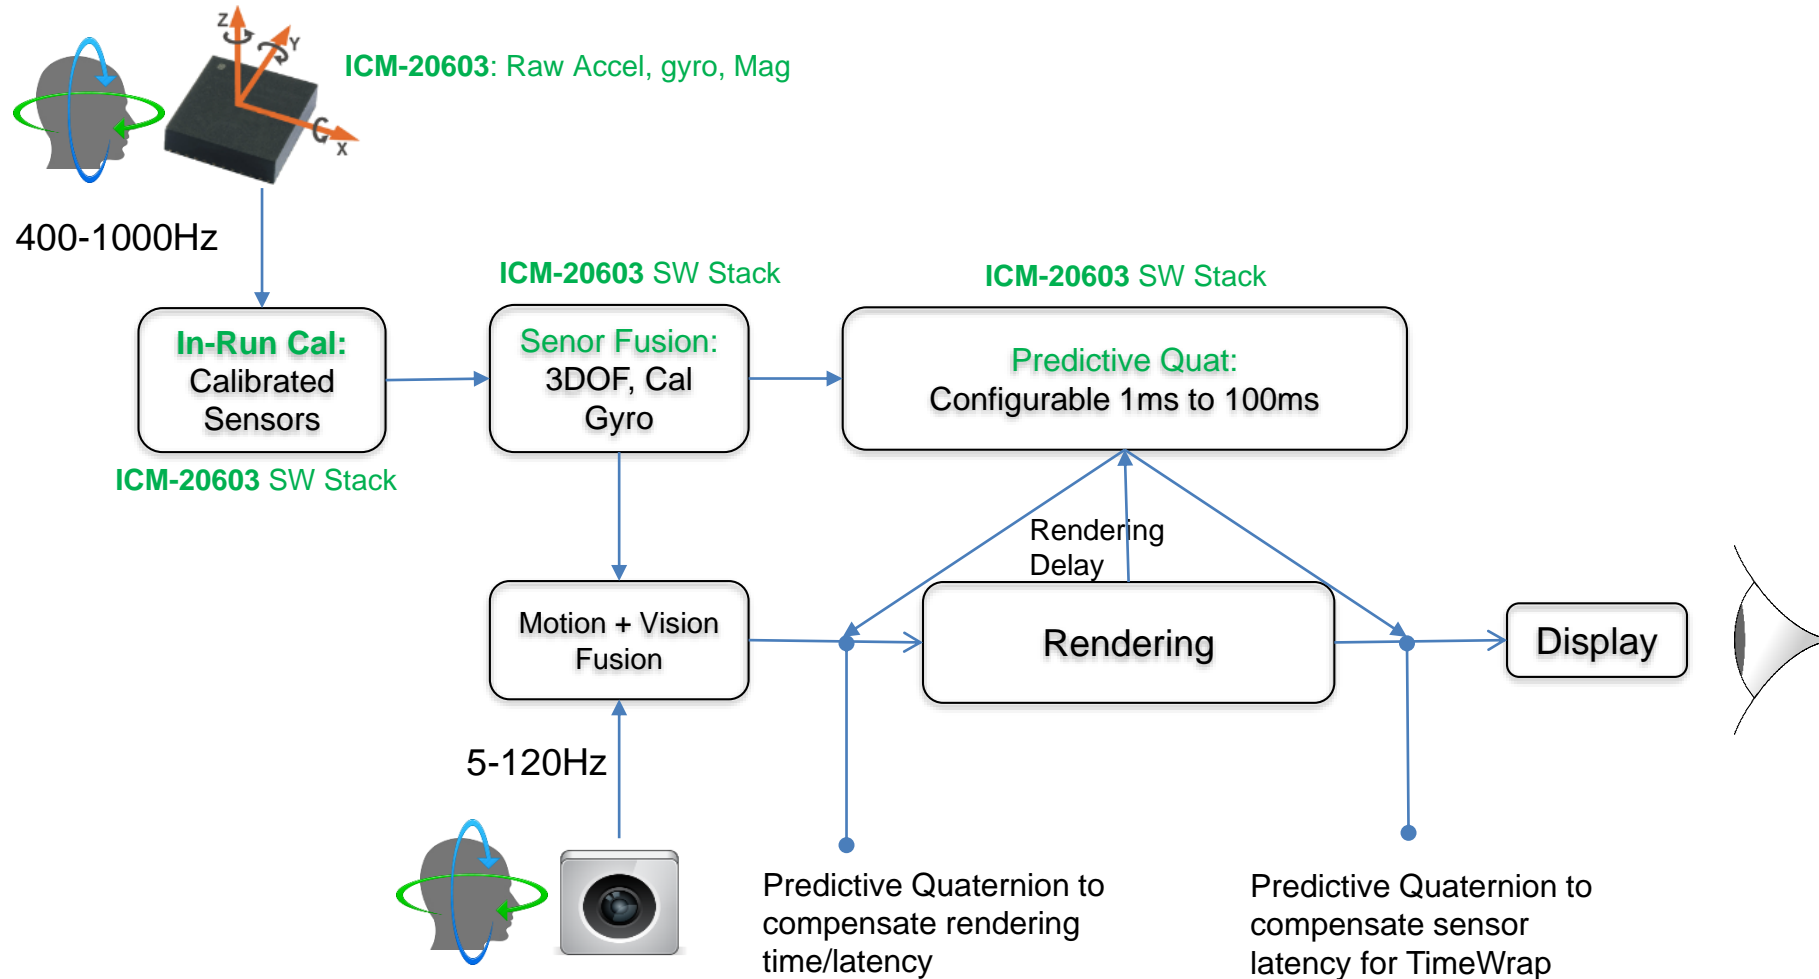 Z
Y
X
ICM-20603: Raw Accel, gyro, Mag
400-1000Hz
ICM-20603 SW Stack
ICM-20603 SW Stack
In-Run Cal:
Calibrated
Sensors
Senor Fusion:
3DOF, Cal
Gyro
Predictive Quat:
Configurable 1ms to 100ms
ICM-20603 SW Stack
Rendering
Delay
Motion + Vision
Fusion
Rendering
Display
5-120Hz
Predictive Quaternion to
compensate rendering
time/latency
Predictive Quaternion to
compensate sensor
latency for TimeWrap